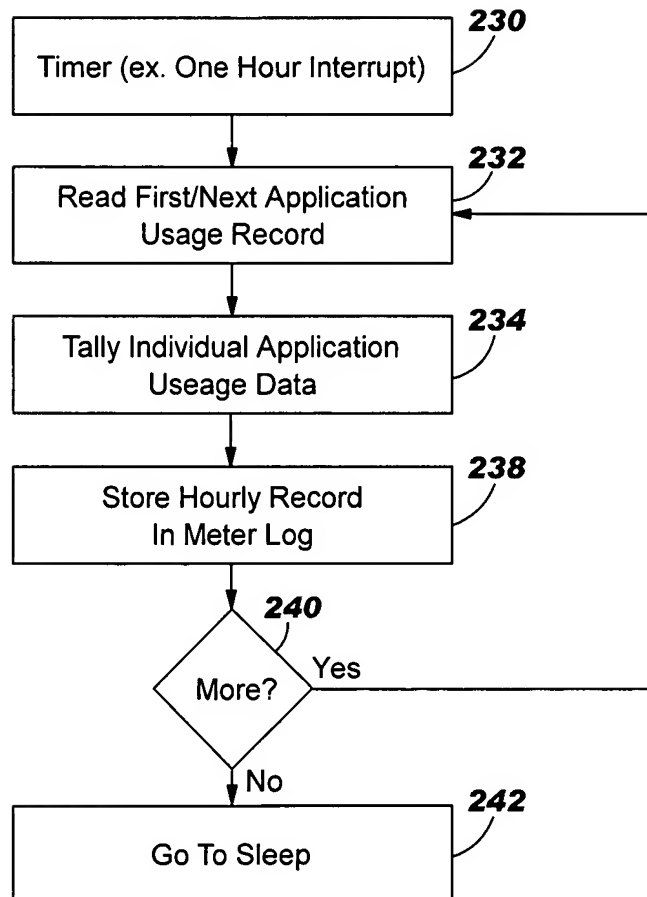 230
Timer (ex. One Hour Interrupt)
232
Read First/Next Application
Usage Record
234
Tally Individual Application
Useage Data
238
Store Hourly Record
In Meter Log
240
More?
Yes
No
242
Go To Sleep